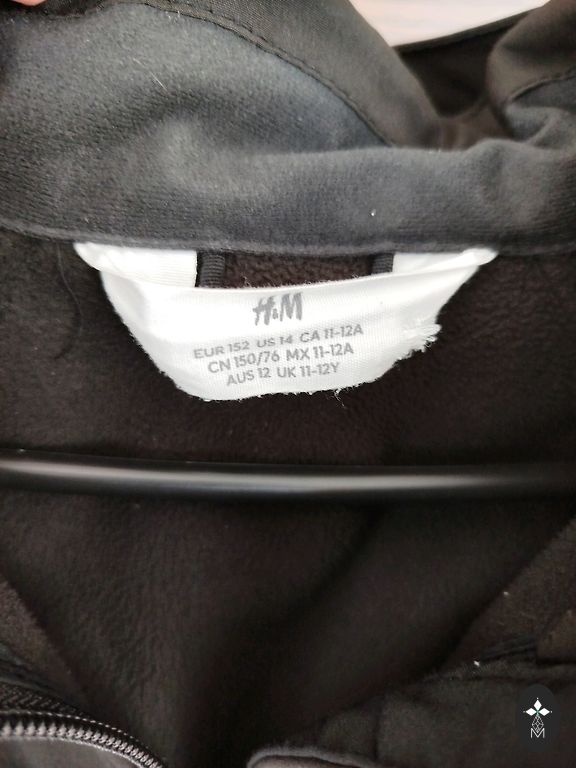 H&M
EUR 152 US 14 CA 11-12A
CN 150/76 MX 11-12A
AUS 12 UK 11-12Y
M